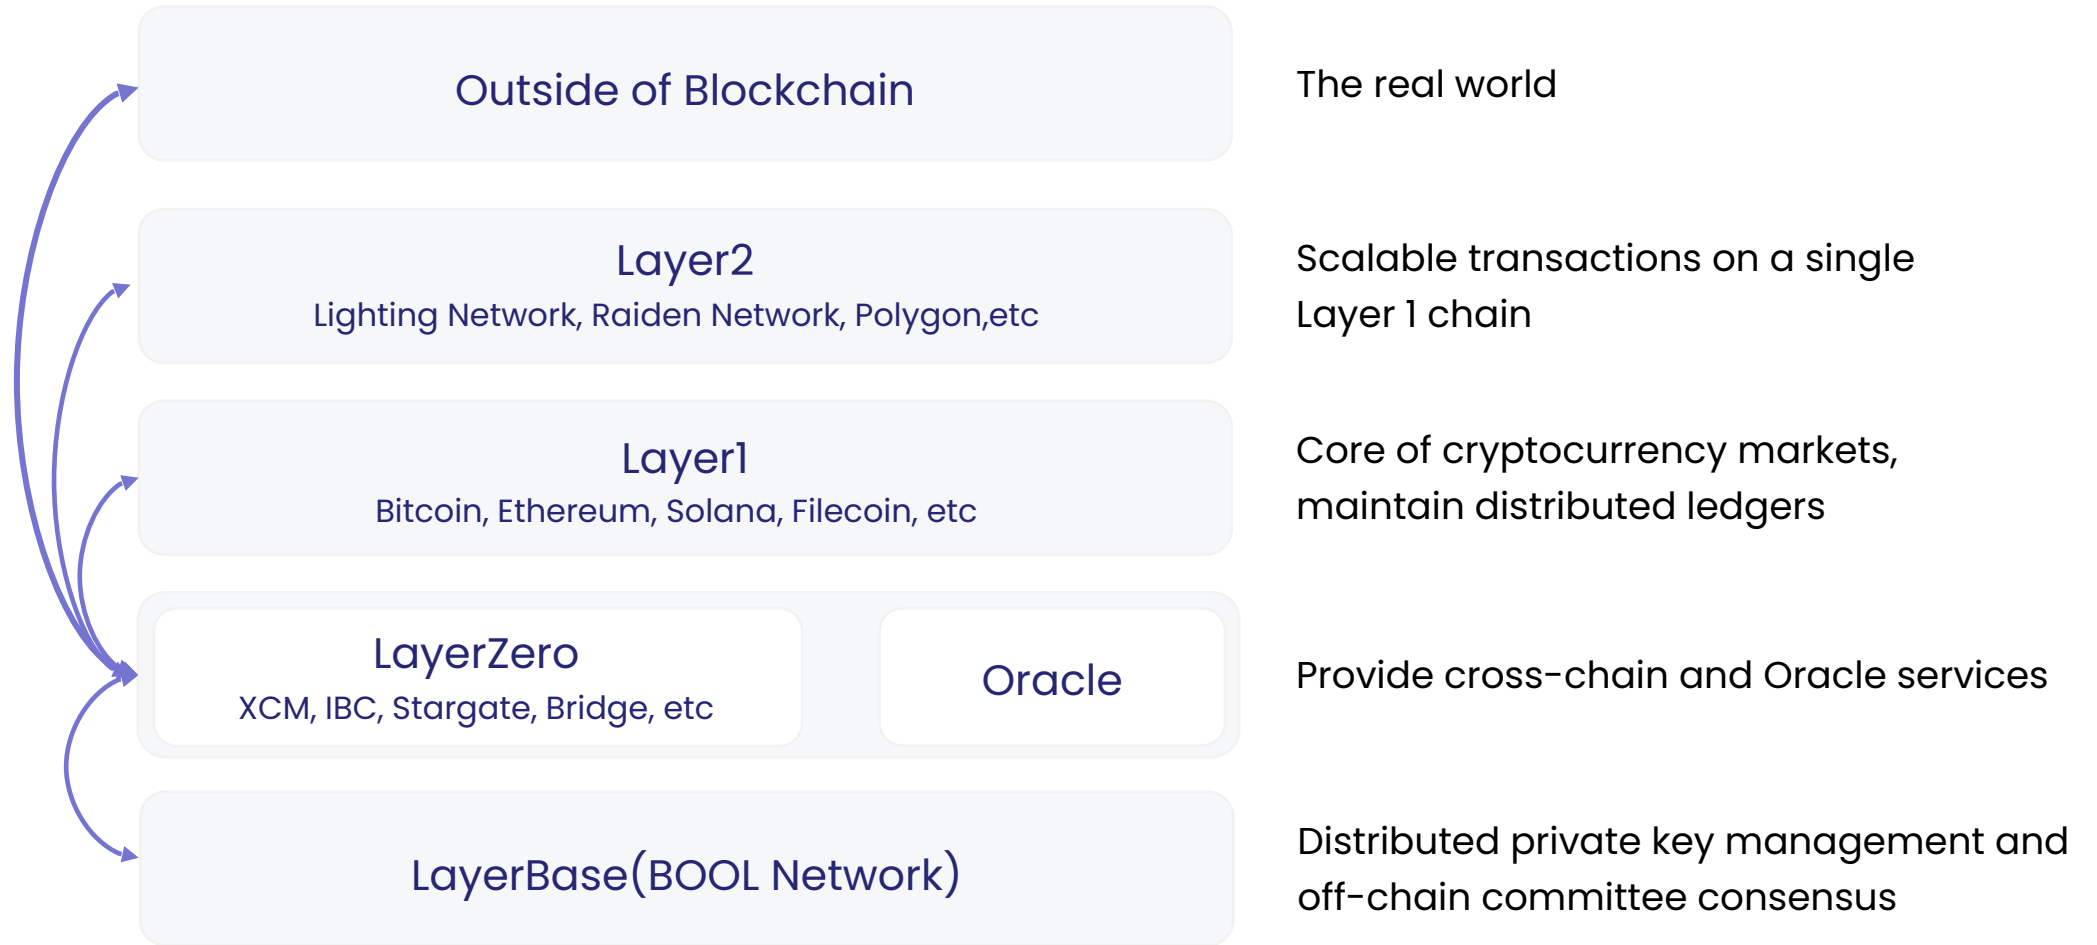 Outside of Blockchain
The real world
Layer2
Lighting Network, Raiden Network, Polygon,etc
Scalable transactions on a single
Layer 1 chain
Layer1
Bitcoin, Ethereum, Solana, Filecoin, etc
Core of cryptocurrency markets,
maintain distributed ledgers
LayerZero
XCM, IBC, Stargate, Bridge, etc
Oracle
Provide cross-chain and Oracle services
LayerBase(BOOL Network)
Distributed private key management and
off-chain committee consensus